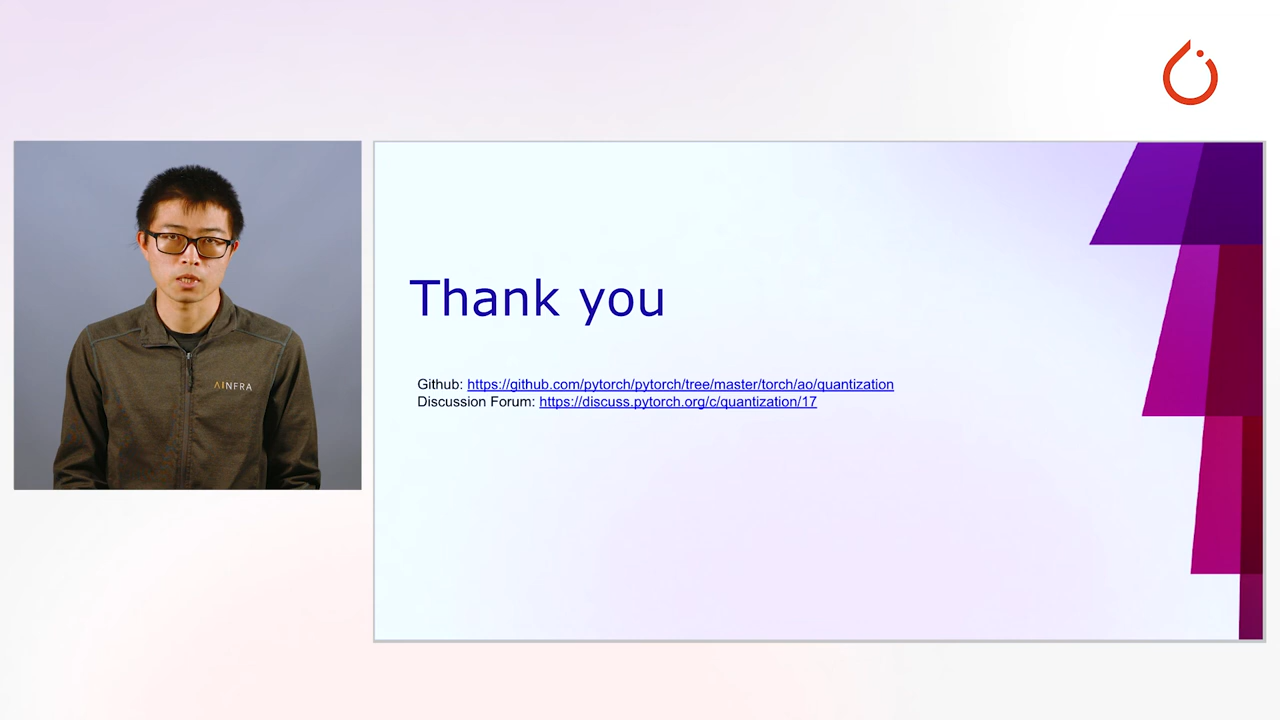 AINFRA
Thank you
Github: https://github.com/pytorch/pytorch/tree/master/torch/ao/quantization
Discussion Forum: https://discuss.pytorch.org/c/quantization/17